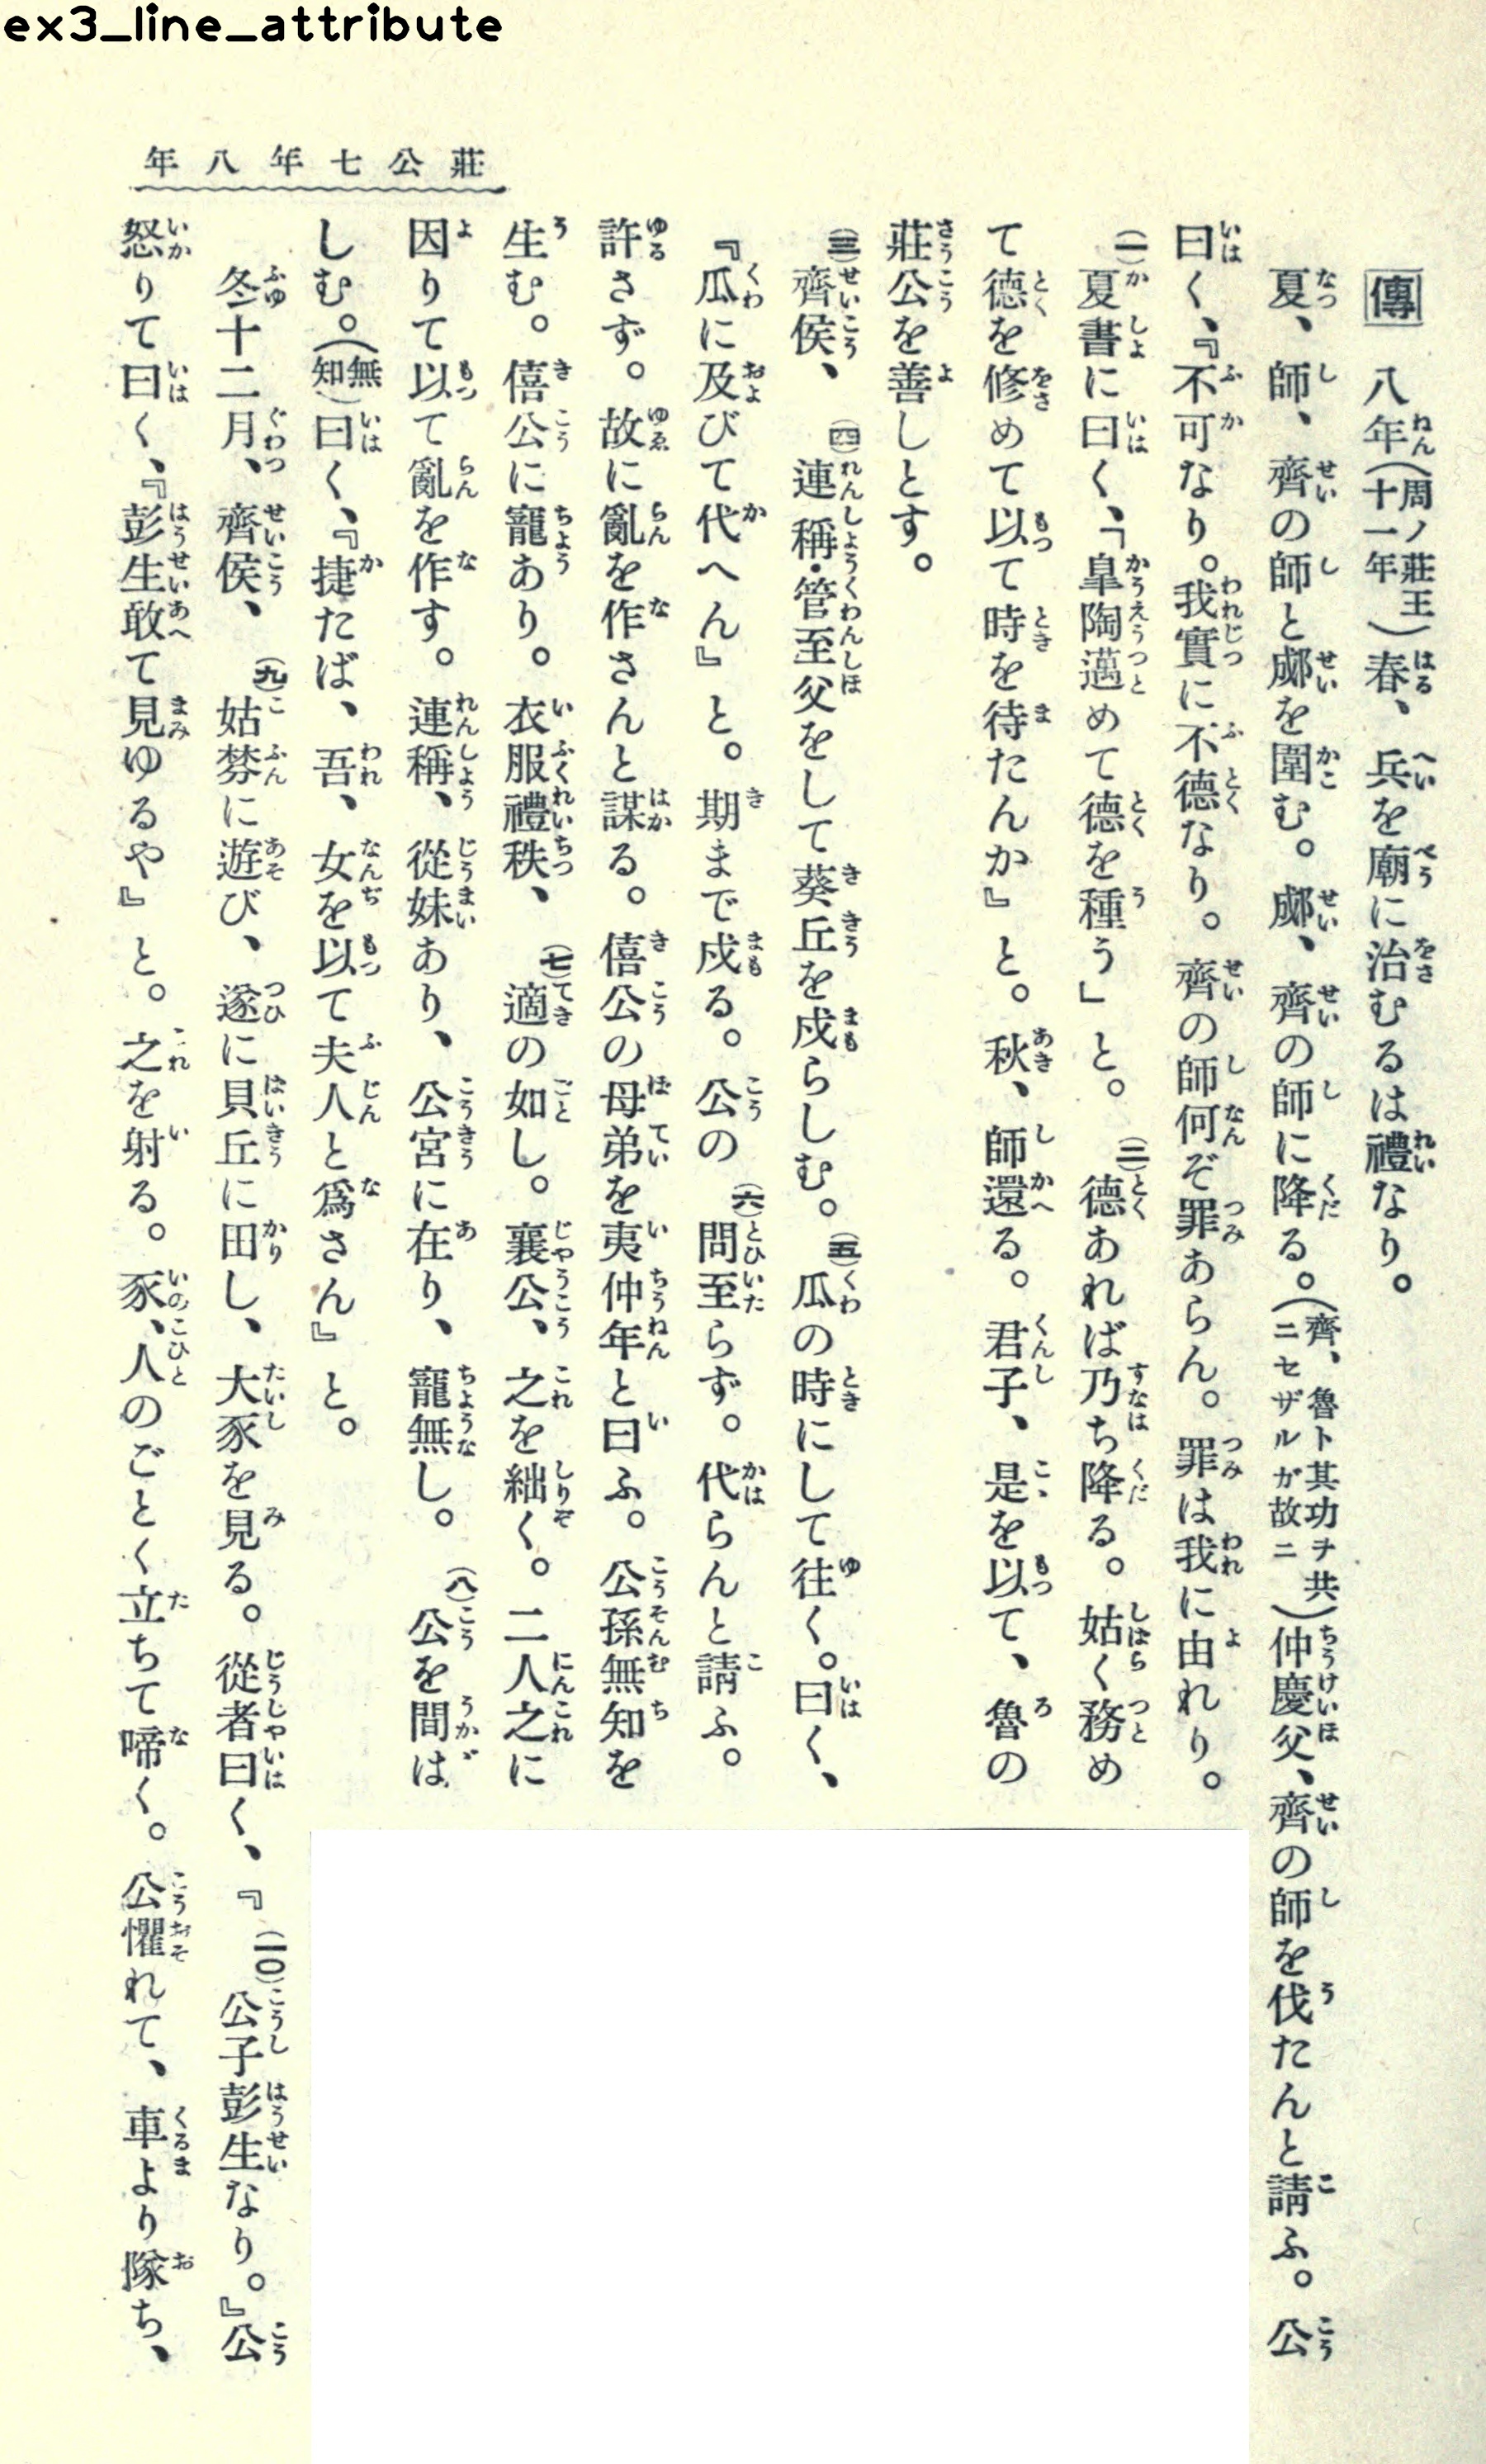 ex3_line_attribute
莊公七年八年
傳 八年(周ノ莊王十一年)春、兵を廟に治むるは禮なり。
夏、師、齊の師と郕を圍む。郕、齊の師に降る。(齊、魯ト其功ヲ共ニセザルガ故ニ)仲慶父、齊の師を伐たんと請ふ。公
曰く、『不可なり。我實に不德なり。齊の師何ぞ罪あらん。罪は我に由れり。
(一)夏書に曰く、「皐陶邁めて德を種う」と。(二)德あれば乃ち降る。姑く務め
て德を修めて以て時を待たんか』と。秋、師還る。君子、是を以て、魯の
莊公を善しとす。
(三)齊侯、(四)連稱・管至父をして葵丘を戍らしむ。(五)瓜の時にして往く。曰く、
『瓜に及びて代へん』と。期まで戍る。公の(六)問至らず。代らんと請ふ。
許さず。故に亂を作さんと謀る。僖公の母弟を夷仲年と曰ふ。公孫無知を
生む。僖公に寵あり。衣服禮秩、(七)適の如し。襄公、之を絀く。二人之に
因りて以て亂を作す。連稱、從妹あり、公宮に在り、寵無し。(八)公を間は
しむ。(無知)曰く、『捷たば、吾、女を以て夫人と爲さん』と。
冬十二月、齊侯、(九)姑棼に遊び、遂に貝丘に田し、大豕を見る。從者曰く、『(一〇)公子彭生なり。』公
怒りて曰く、『彭生敢て見ゆるや』と。之を射る。豕、人のごとく立ちて啼く。公懼れて、車より隊ち、